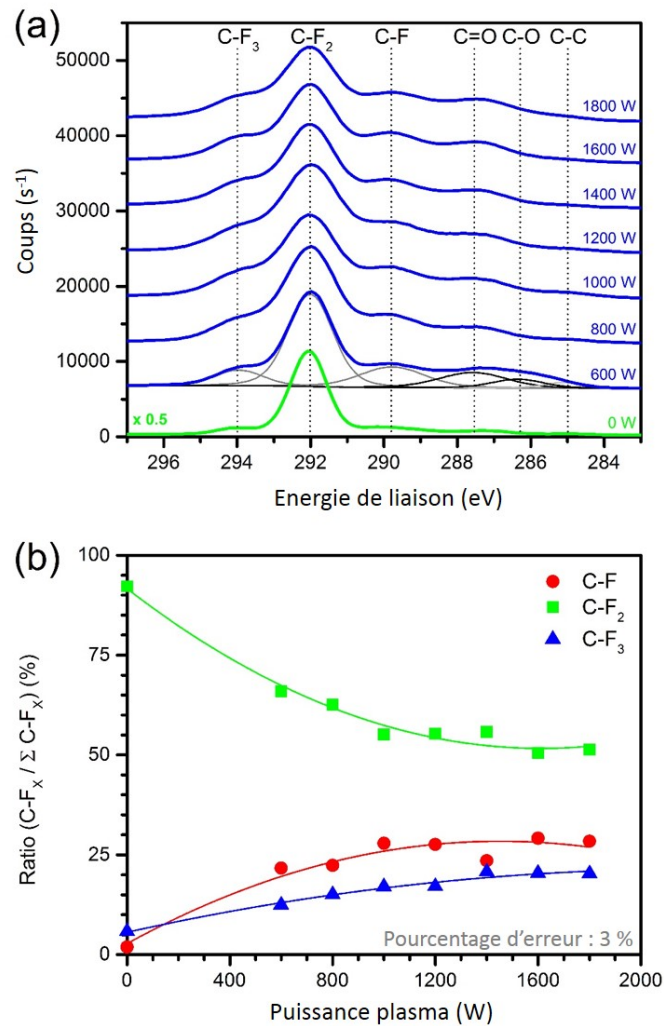 (a)
C-F3 C-F2 C-F C=O C-O C-C
50000
40000
30000
20000
10000
0
Coups (s-1)
1800 W
1600 W
1400 W
1200 W
1000 W
800 W
600 W
x 0.5 0 W
296 294 292 290 288 286 284
Energie de liaison (eV)
(b)
100
75
50
25
0
Ratio (C-FX / Σ C-FX) (%)
C-F
C-F2
C-F3
Pourcentage d'erreur : 3 %
0 400 800 1200 1600 2000
Puissance plasma (W)